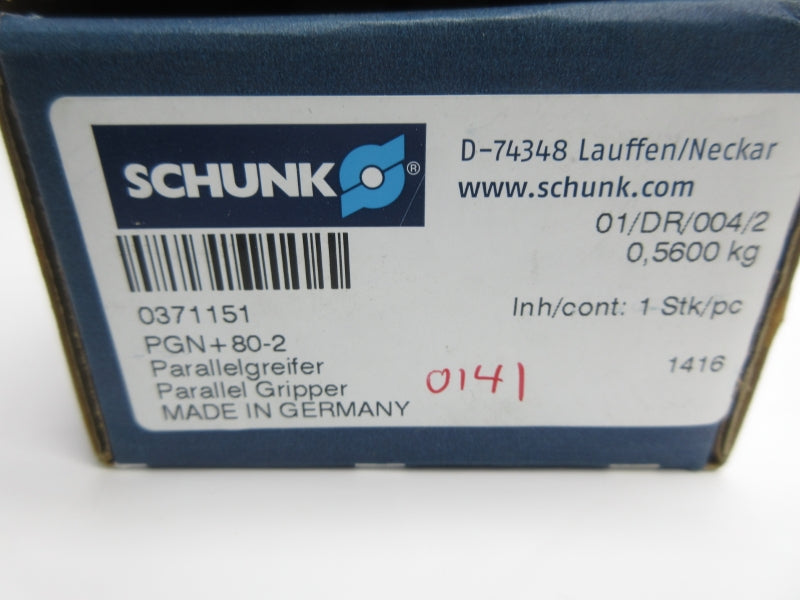 SCHUNK ®
D-74348 Lauffen/Neckar
www.schunk.com
01/DR/004/2
0,5600 kg
0371151
Inh/cont: 1 Stk/pc
PGN+80-2
Parallelgreifer
1416
Parallel Gripper
0141
MADE IN GERMANY